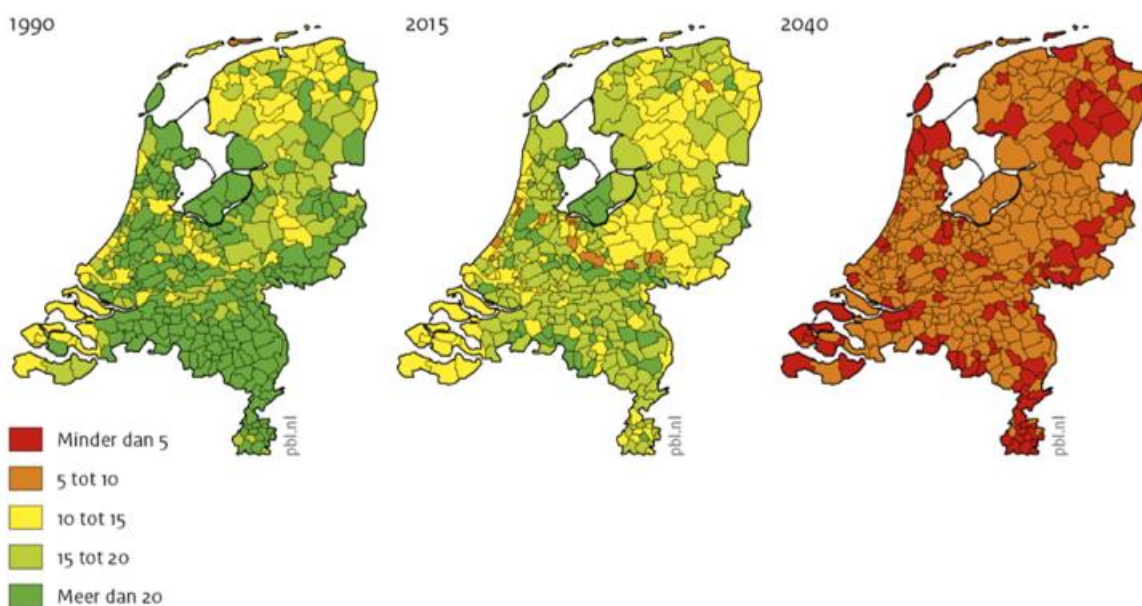 1990
2015
2040
pbl.nl
pbl.nl
pbl.nl
Minder dan 5
5 tot 10
10 tot 15
15 tot 20
Meer dan 20